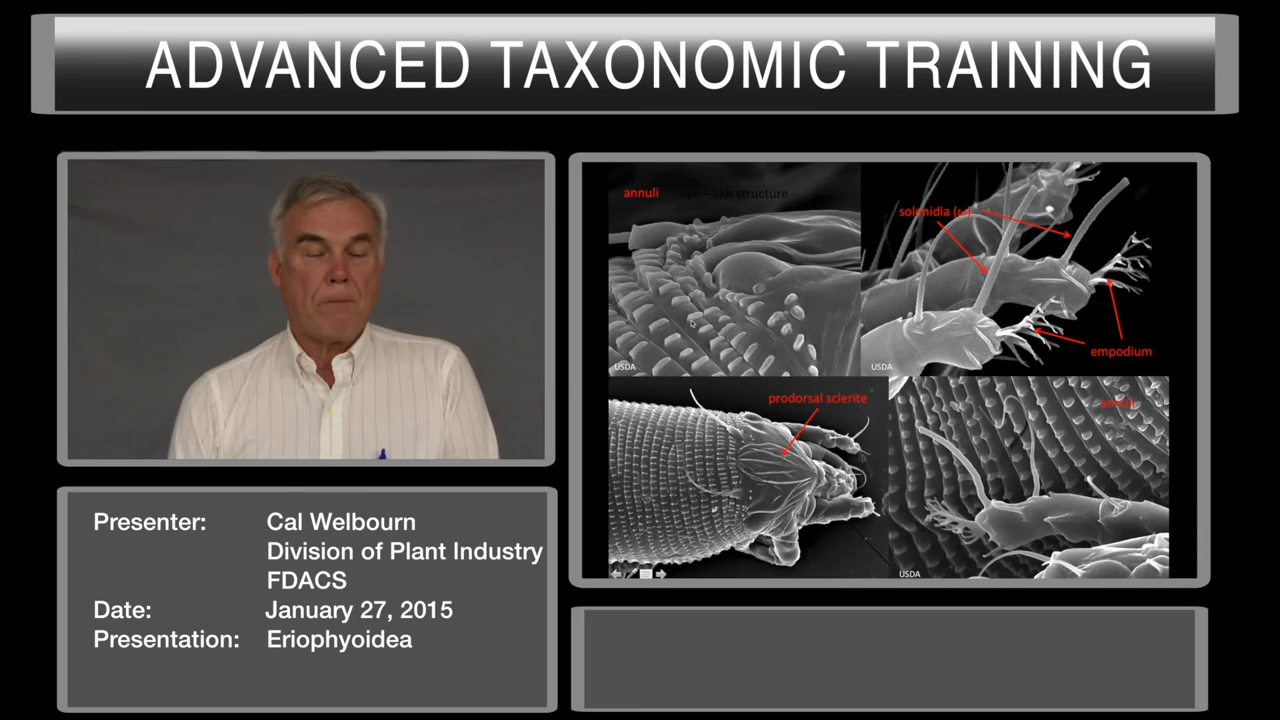 ADVANCED TAXONOMIC TRAINING
annuli eye - like structure
solenidia (ω)
empodium
USDA
USDA
prodorsal sclerite
annuli
USDA
Presenter: Cal Welbourn
Division of Plant Industry
FDACS
Date: January 27, 2015
Presentation: Eriophyoidea